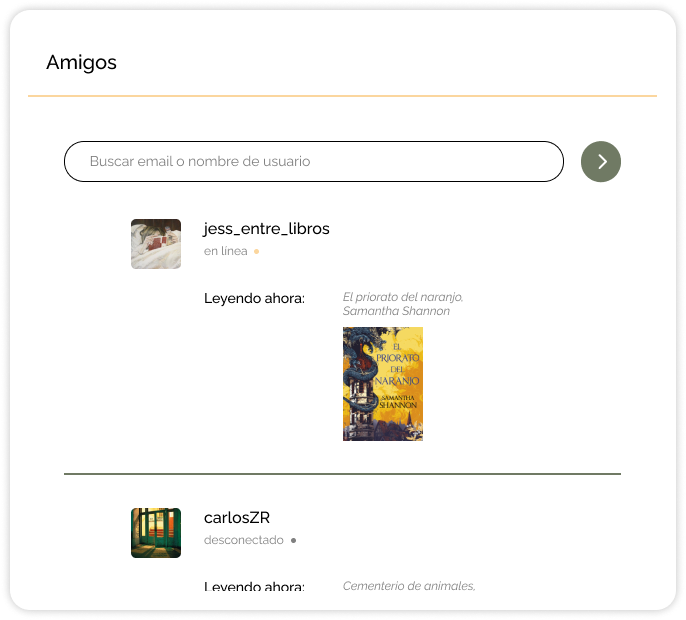 Amigos
Buscar email o nombre de usuario
jess_entre_libros
en línea
Leyendo ahora:
El priorato del naranjo,
Samantha Shannon
EL
PRIORATO
DEL
NARANJO
SAMANTHA
SHANNON
carlosZR
desconectado
Leyendo ahora:
Cementerio de animales,